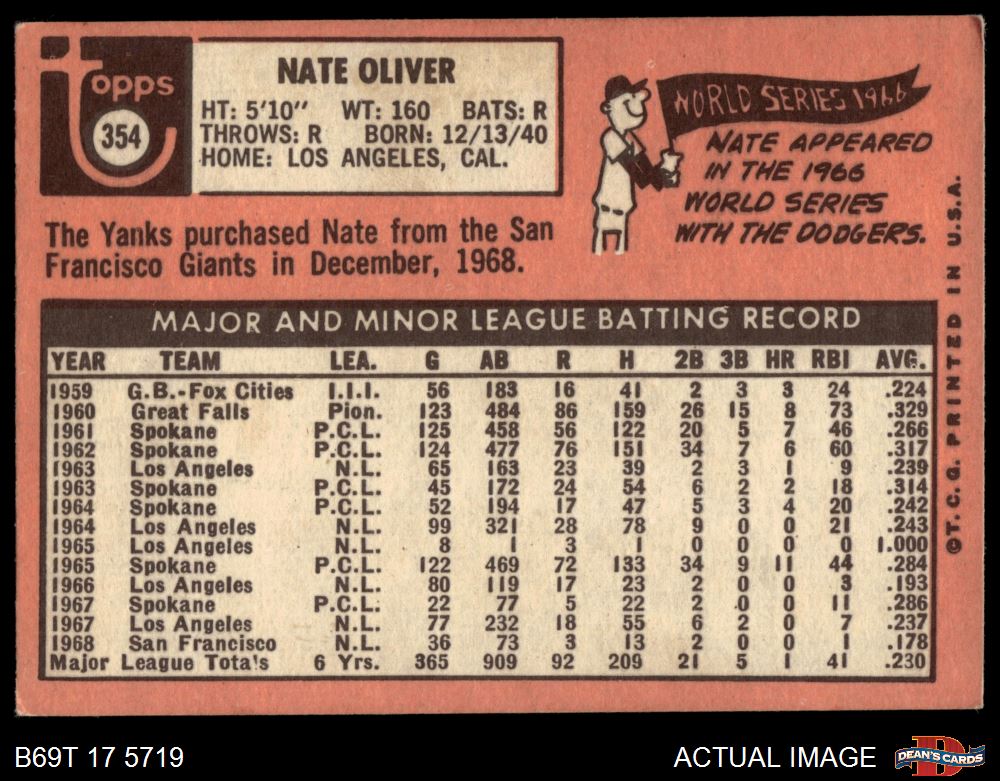 Topps
354
NATE OLIVER
HT: 5'10" WT: 160 BATS: R
THROWS: R BORN: 12/13/40
HOME: LOS ANGELES, CAL.
WORLD SERIES 1966
NATE APPEARED
IN THE 1966
WORLD SERIES
WITH THE DODGERS.
The Yanks purchased Nate from the San
Francisco Giants in December, 1968.
MAJOR AND MINOR LEAGUE BATTING RECORD
YEAR TEAM LEA. G AB R H 2B 3B HR RBI AVG.
1959 G.B.-Fox Cities I.I.I. 56 183 16 41 2 3 3 24 .224
1960 Great Falls Pion. 123 484 86 159 26 15 8 73 .329
1961 Spokane P.C.L. 125 458 56 122 20 5 7 46 .266
1962 Spokane P.C.L. 124 477 76 151 34 7 6 60 .317
1963 Los Angeles N.L. 65 163 23 39 2 3 1 9 .239
1963 Spokane P.C.L. 45 172 24 54 6 2 2 18 .314
1964 Spokane P.C.L. 52 194 17 47 5 3 4 20 .242
1964 Los Angeles N.L. 99 321 28 78 9 0 0 21 .243
1965 Los Angeles N.L. 8 1 3 1 0 0 0 0 1.000
1965 Spokane P.C.L. 122 469 72 133 34 9 11 44 .284
1966 Los Angeles N.L. 80 119 17 23 2 0 0 3 .193
1967 Spokane P.C.L. 22 77 5 22 2 0 0 11 .286
1967 Los Angeles N.L. 77 232 18 55 6 2 0 7 .237
1968 San Francisco N.L. 36 73 3 13 2 0 0 1 .178
Major League Totals 6 Yrs. 365 909 92 209 21 5 1 41 .230
©T.C.G. PRINTED IN U.S.A.
B69T 17 5719
ACTUAL IMAGE
DEAN'S CARDS